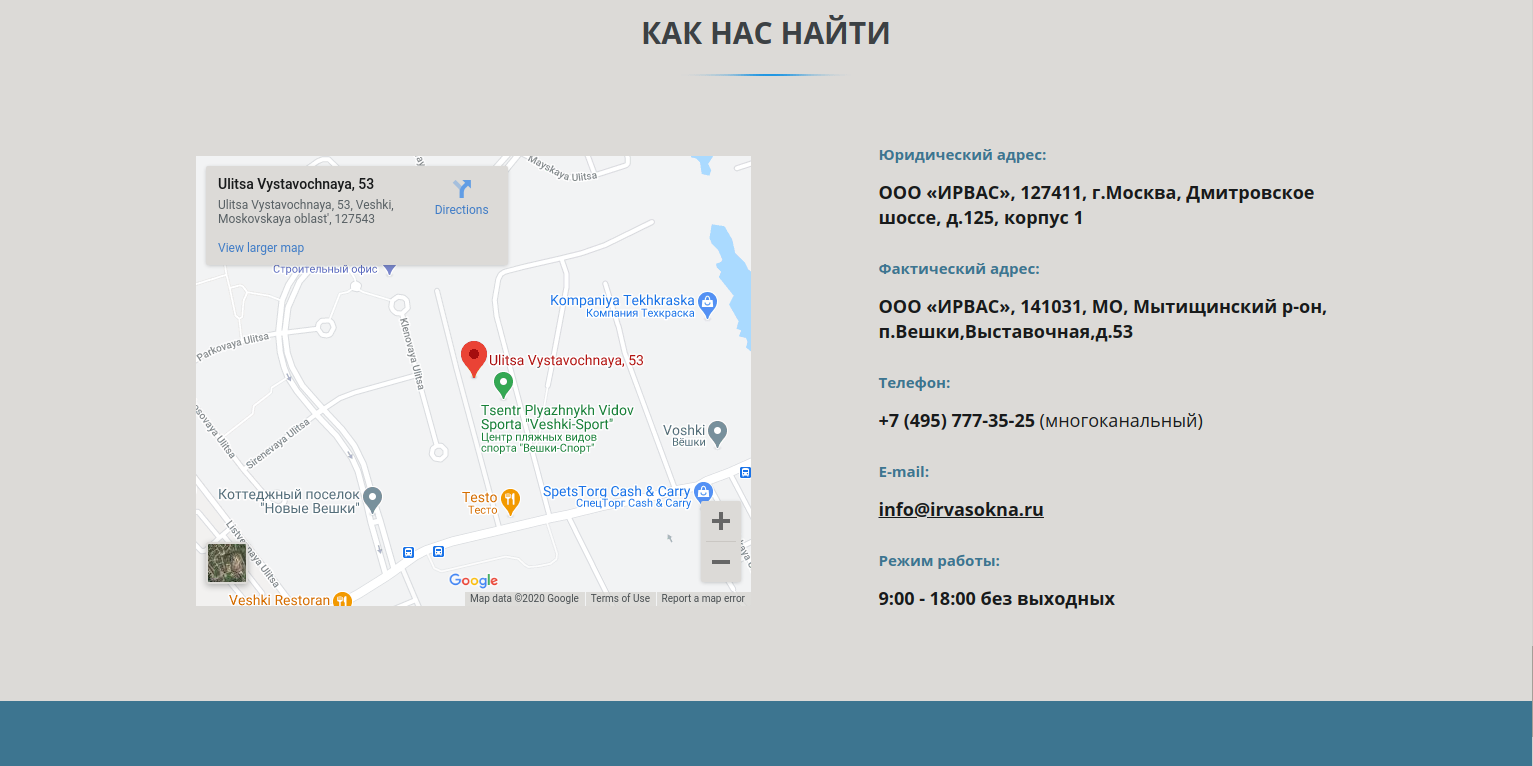 КАК НАС НАЙТИ
Ulitsa Vystavochnaya, 53
Ulitsa Vystavochnaya, 53, Veshki,
Moskovskaya oblast', 127543
Directions
View larger map
Mayskaya Ulitsa
Строительный офис
Kompaniya Tekhkraska
Компания Техкраска
Parkovaya Ulitsa
Klenovaya Ulitsa
Ulitsa Vystavochnaya, 53
Tsentr Plyazhnykh Vidov
Sporta "Veshki-Sport"
Центр пляжных видов
спорта "Вешки-Спорт"
Voshki
Вёшки
Sirenevaya Ulitsa
Коттеджный поселок
"Новые Вешки"
Testo
Тесто
SpetsTorg Cash & Carry
СпецТорг Cash & Carry
Listvennaya Ulitsa
Veshki Restoran
Google
Map data ©2020 Google
Terms of Use
Report a map error
Юридический адрес:
ООО «ИРВАС», 127411, г.Москва, Дмитровское
шоссе, д.125, корпус 1
Фактический адрес:
ООО «ИРВАС», 141031, МО, Мытищинский р-он,
п.Вешки,Выставочная,д.53
Телефон:
+7 (495) 777-35-25 (многоканальный)
E-mail:
info@irvasokna.ru
Режим работы:
9:00 - 18:00 без выходных